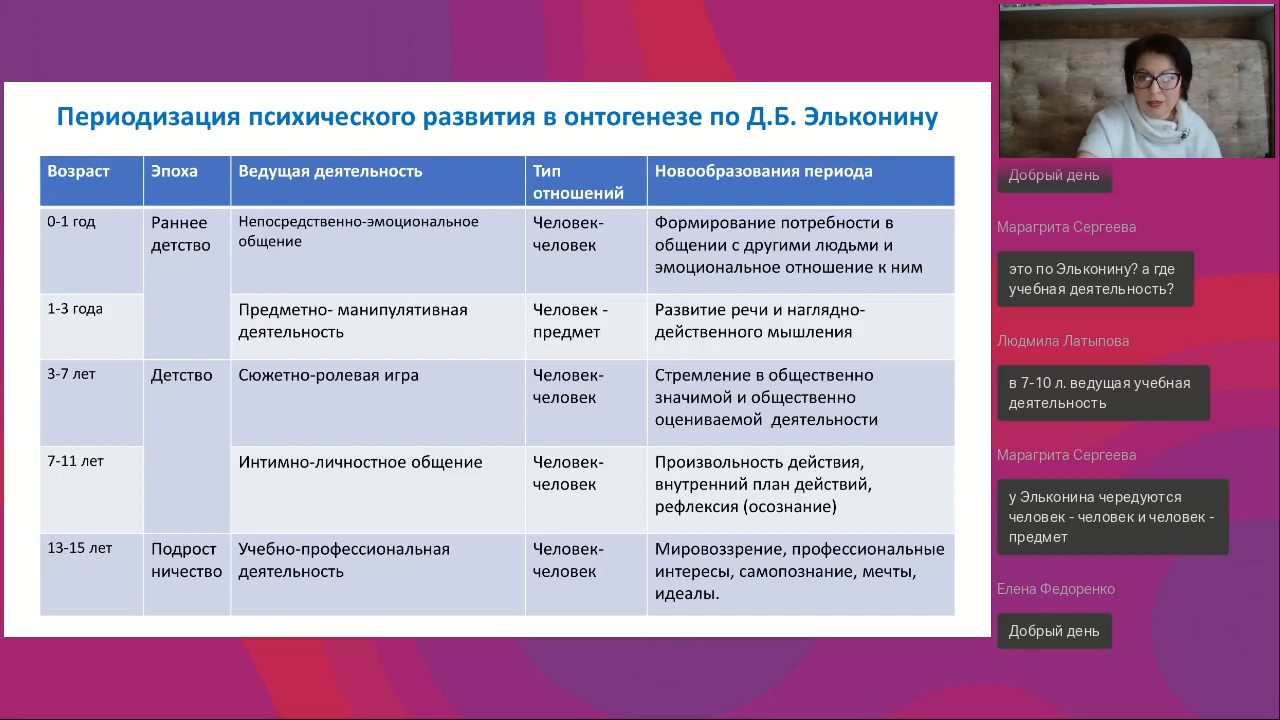 Периодизация психического развития в онтогенезе по Д.Б. Эльконину
Возраст
Эпоха
Ведущая деятельность
Тип
отношений
Новообразования периода
0-1 год
Раннее
детство
Непосредственно-эмоциональное
общение
Человек-
человек
Формирование потребности в
общении с другими людьми и
эмоциональное отношение к ним
1-3 года
Предметно- манипулятивная
деятельность
Человек -
предмет
Развитие речи и наглядно-
действенного мышления
3-7 лет
Детство
Сюжетно-ролевая игра
Человек-
человек
Стремление в общественно
значимой и общественно
оцениваемой деятельности
7-11 лет
Интимно-личностное общение
Человек-
человек
Произвольность действия,
внутренний план действий,
рефлексия (осознание)
13-15 лет
Подрост
ничество
Учебно-профессиональная
деятельность
Человек-
человек
Мировоззрение, профессиональные
интересы, самопознание, мечты,
идеалы.
Добрый день
Марагрита Сергеева
это по Эльконину? а где
учебная деятельность?
Людмила Латыпова
в 7-10 л. ведущая учебная
деятельность
Марагрита Сергеева
у Эльконина чередуются
человек - человек и человек -
предмет
Елена Федоренко
Добрый день